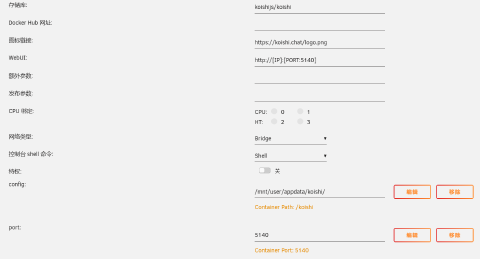 存储库: koishijs/koishi
Docker Hub 网址:
图标链接: https://koishi.chat/logo.png
WebUI: http://[IP]:[PORT:5140]
额外参数:
发布参数:
CPU 绑定: CPU: 0 1
HT: 2 3
网络类型: Bridge
控制台 shell 命令: Shell
特权: 关
config: /mnt/user/appdata/koishi/ 编辑 移除
Container Path: /koishi
port: 5140 编辑 移除
Container Port: 5140